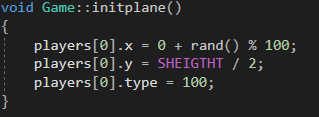 void Game::initplane()
{
    players[0].x = 0 + rand() % 100;
    players[0].y = SHEIGTHT / 2;
    players[0].type = 100;
}